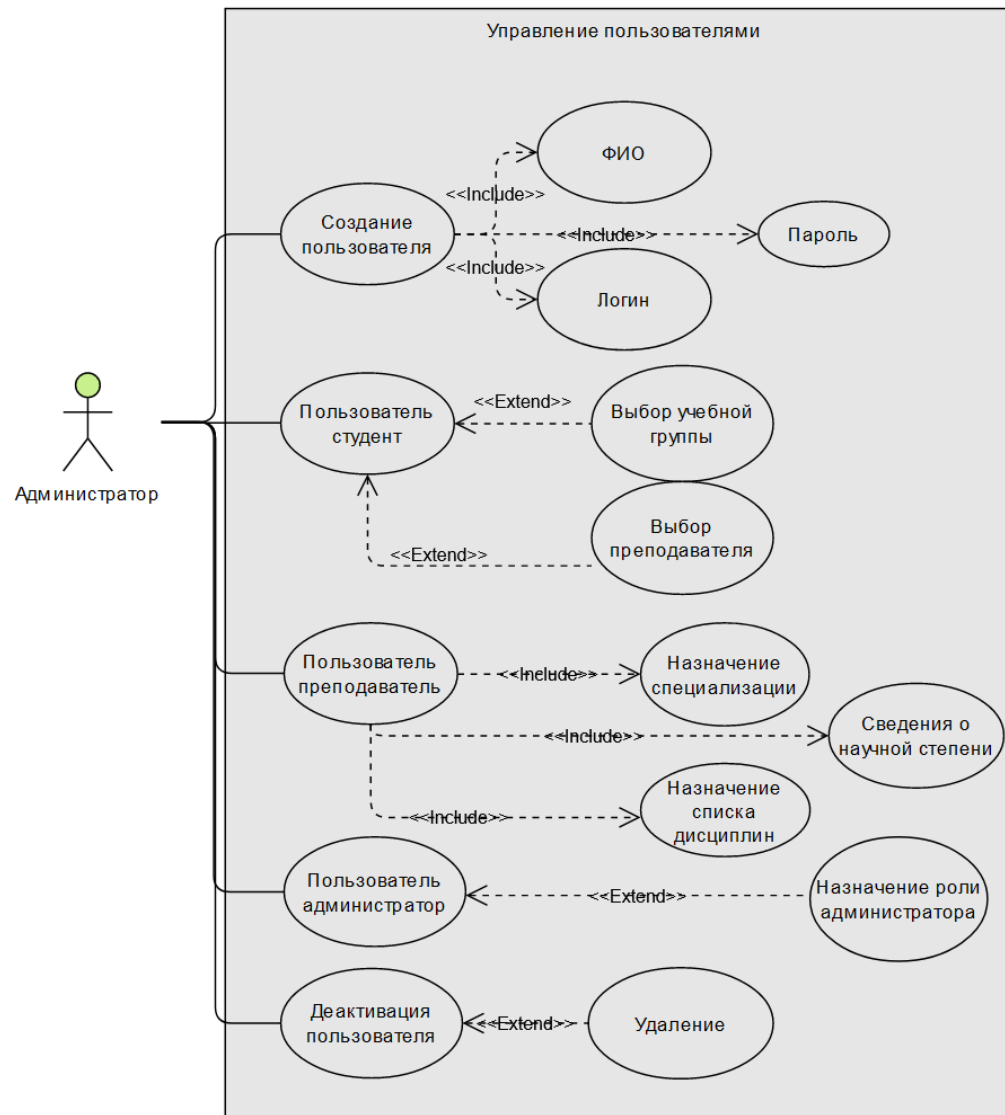 Управление пользователями
ФИО
<<Include>>
Создание
пользователя
<<Include>>
Пароль
<<Include>>
Логин
Администратор
Пользователь
студент
<<Extend>>
Выбор учебной
группы
<<Extend>>
Выбор
преподавателя
Пользователь
преподаватель
<<Include>>
Назначение
специализации
<<Include>>
Сведения о
научной степени
<<Include>>
Назначение
списка
дисциплин
Пользователь
администратор
<<Extend>>
Назначение роли
администратора
Деактивация
пользователя
<<Extend>>
Удаление